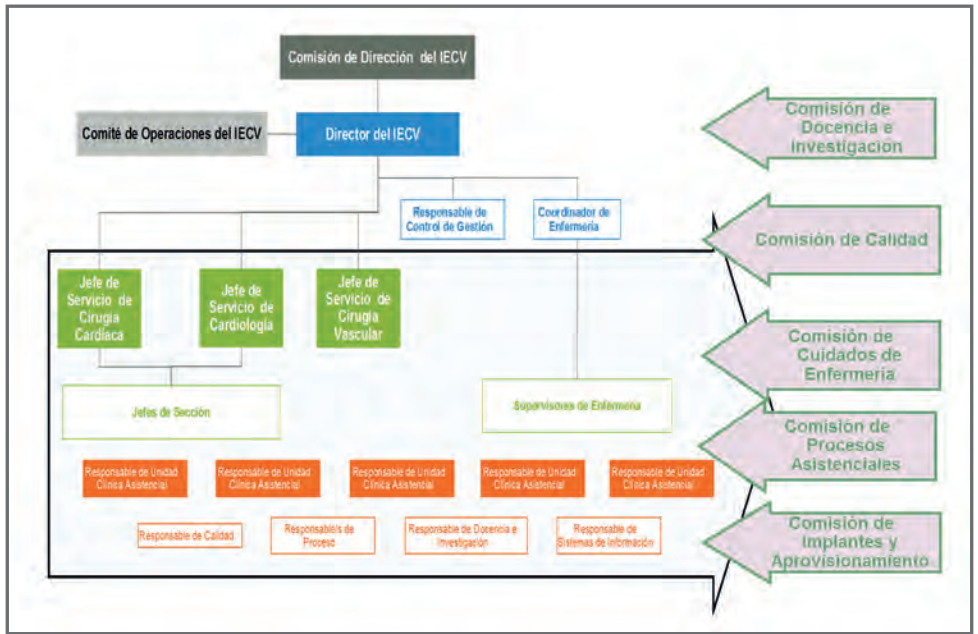 Comisión de Dirección del IECV
Comité de Operaciones del IECV
Director del IECV
Responsable de
Control de Gestión
Coordinador de
Enfermería
Jefe de
Servicio de
Cirugía
Cardíaca
Jefe de
Servicio de
Cardiología
Jefe de
Servicio de
Cirugía
Vascular
Jefes de Sección
Supervisores de Enfermería
Responsable de Unidad
Clínica Asistencial
Responsable de Unidad
Clínica Asistencial
Responsable de Unidad
Clínica Asistencial
Responsable de Unidad
Clínica Asistencial
Responsable de Unidad
Clínica Asistencial
Responsable de Calidad
Responsable/s de
Proceso
Responsable de Docencia e
Investigación
Responsable de
Sistemas de Información
Comisión de
Docencia e
Investigación
Comisión de Calidad
Comisión de
Cuidados de
Enfermería
Comisión de
Procesos
Asistenciales
Comisión de
Implantes y
Aprovisionamiento